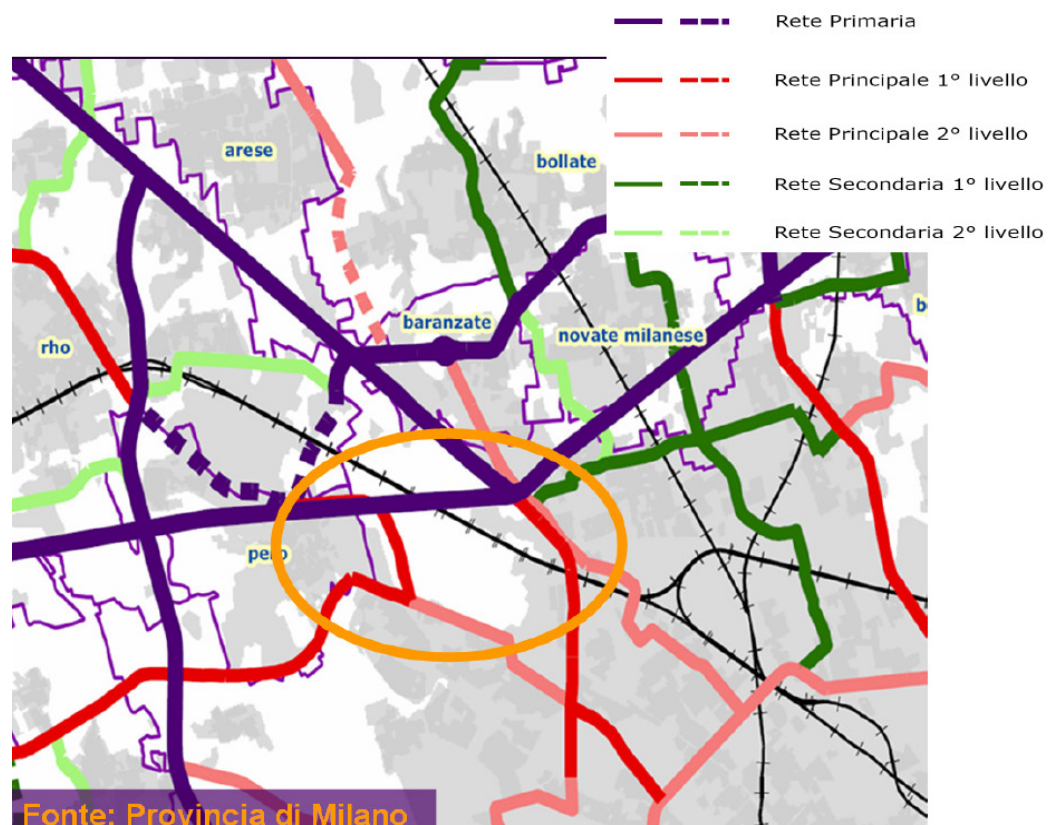 Rete Primaria
Rete Principale 1° livello
Rete Principale 2° livello
Rete Secondaria 1° livello
Rete Secondaria 2° livello
arese
bollate
baranzate
novate milanese
rho
pero
Fonte: Provincia di Milano